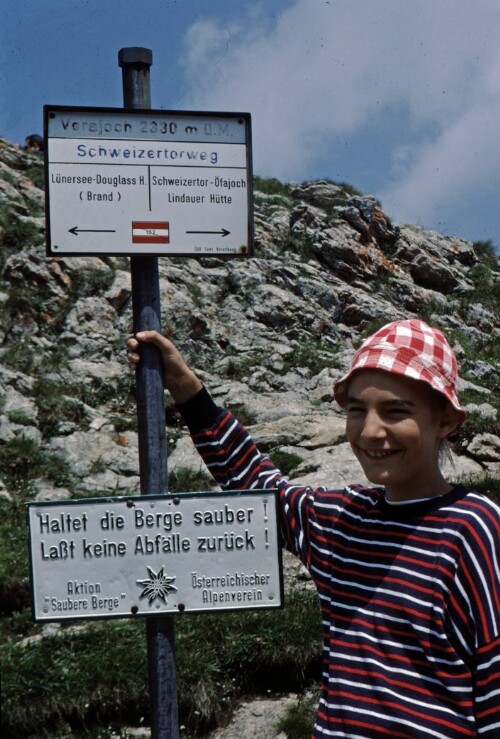 Verajoch 2330 m Ü.M.
Schweizertorweg
Lünersee-Douglass H.
( Brand )
Schweizertor-Öfajoch
Lindauer Hütte
102
Haltet die Berge sauber !
Laßt keine Abfälle zurück !
Aktion
"Saubere Berge"
Österreichischer
Alpenverein